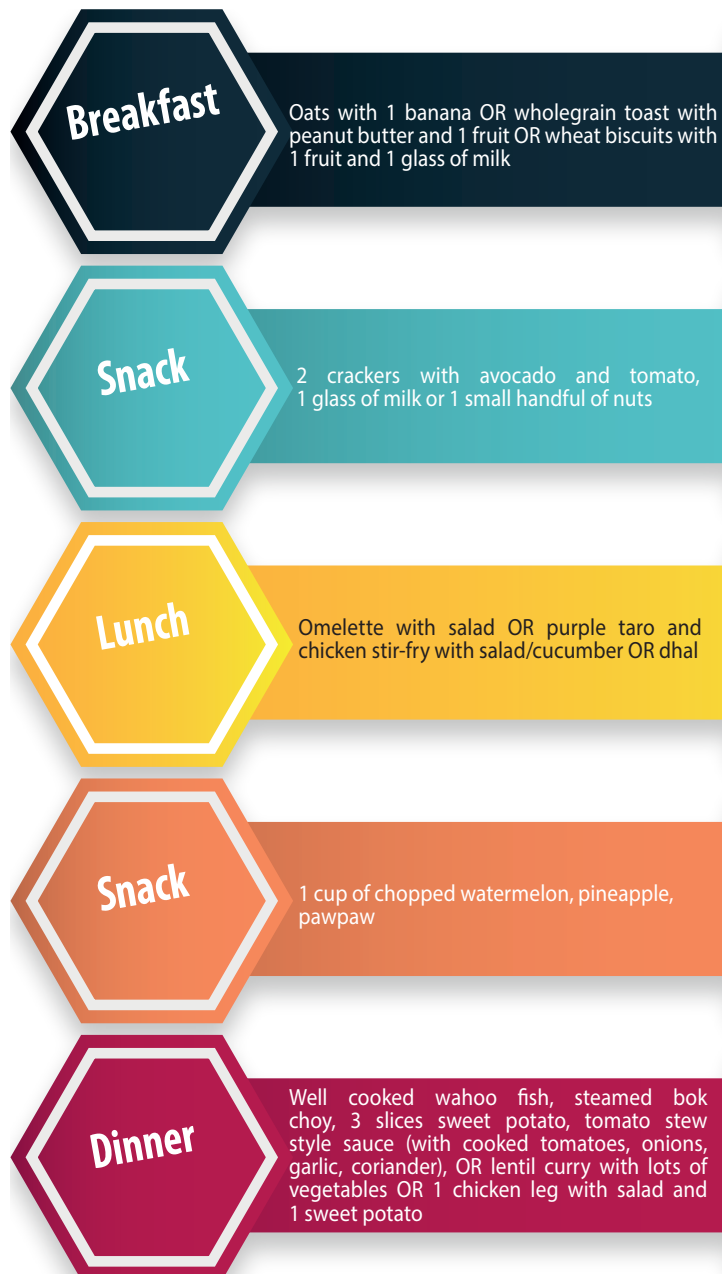 Breakfast
Oats with 1 banana OR wholegrain toast with
peanut butter and 1 fruit OR wheat biscuits with
1 fruit and 1 glass of milk
Snack
2 crackers with avocado and tomato,
1 glass of milk or 1 small handful of nuts
Lunch
Omelette with salad OR purple taro and
chicken stir-fry with salad/cucumber OR dhal
Snack
1 cup of chopped watermelon, pineapple,
pawpaw
Dinner
Well cooked wahoo fish, steamed bok
choy, 3 slices sweet potato, tomato stew
style sauce (with cooked tomatoes, onions,
garlic, coriander), OR lentil curry with lots of
vegetables OR 1 chicken leg with salad and
1 sweet potato